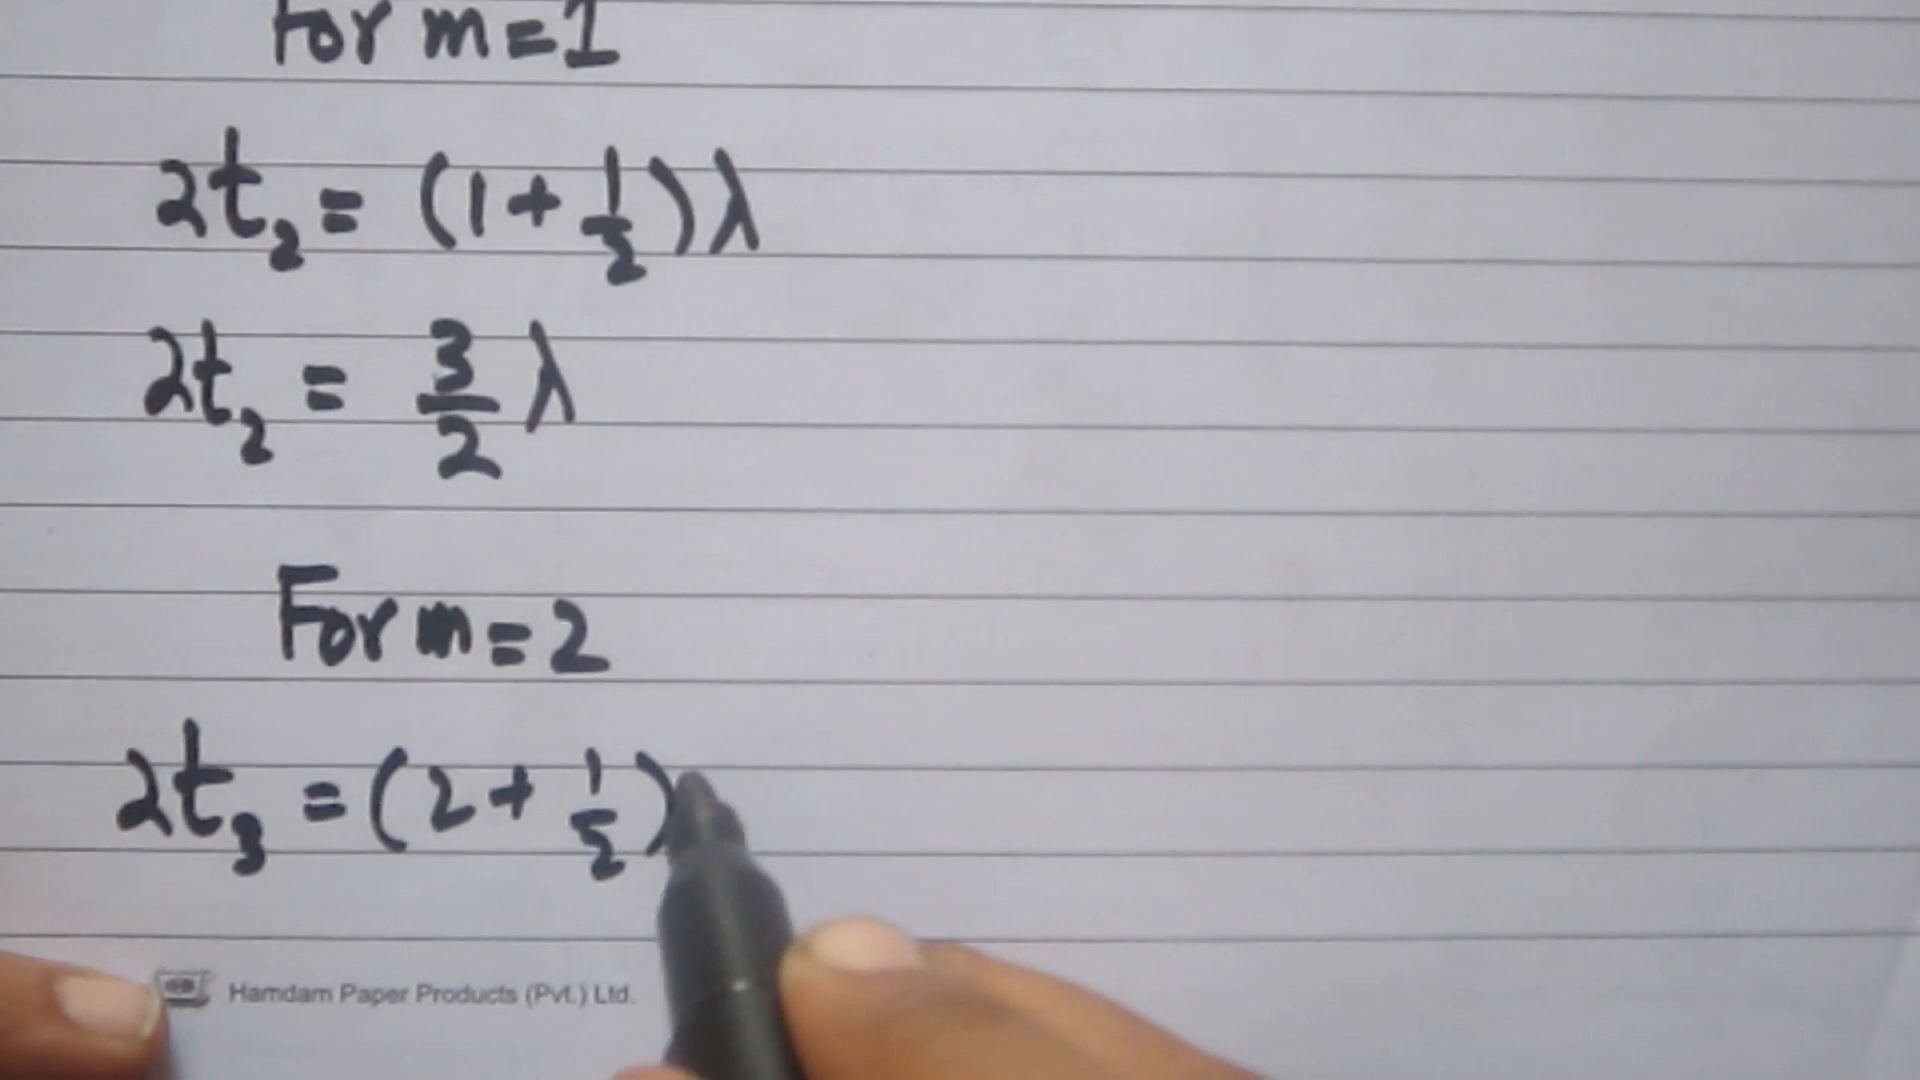 For m=1
2t₂ = (1 + 1/2)λ
2t₂ = 3/2 λ
For m=2
2t₃ = (2 + 1/2)
Hamdam Paper Products (Pvt.) Ltd.